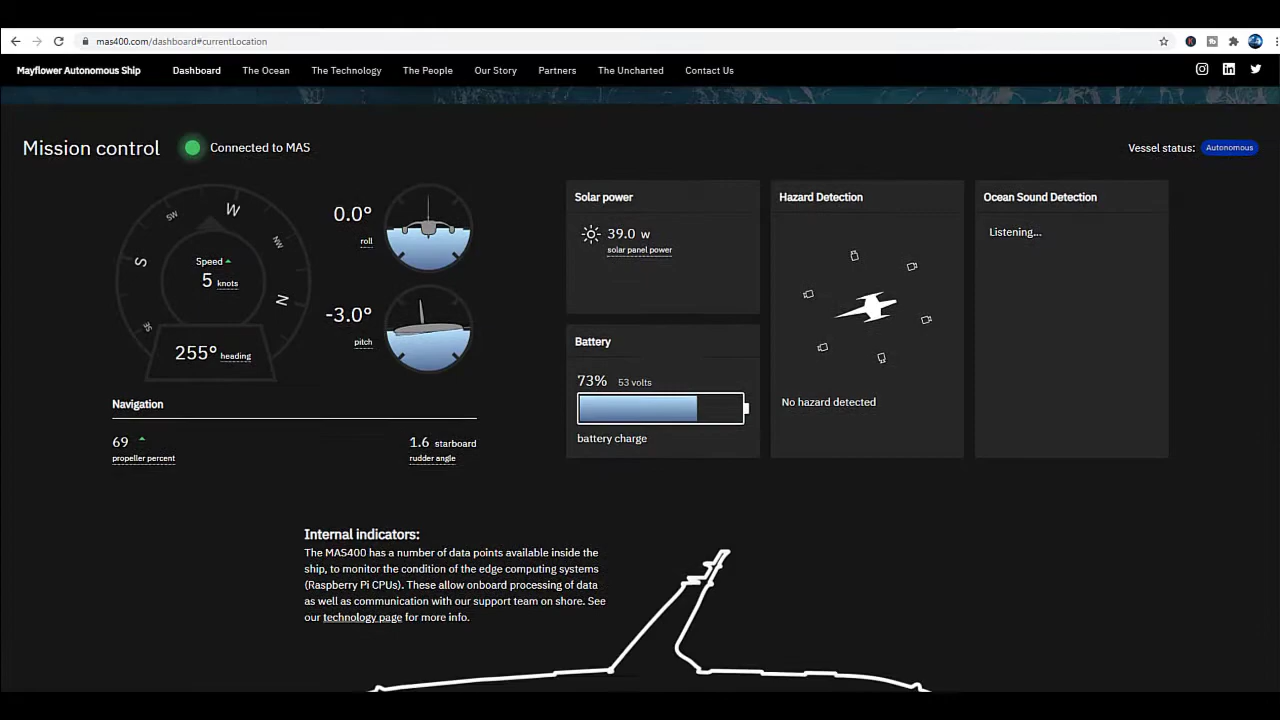 mas400.com/dashboard#currentLocation
Mayflower Autonomous Ship Dashboard The Ocean The Technology The People Our Story Partners The Uncharted Contact Us
Mission control Connected to MAS Vessel status: Autonomous
SE S SW W NW N
Speed
5 knots
255° heading
0.0°
roll
-3.0°
pitch
Navigation
69
propeller percent
1.6 starboard
rudder angle
Solar power
39.0 w
solar panel power
Battery
73% 53 volts
battery charge
Hazard Detection
No hazard detected
Ocean Sound Detection
Listening...
Internal indicators:
The MAS400 has a number of data points available inside the
ship, to monitor the condition of the edge computing systems
(Raspberry Pi CPUs). These allow onboard processing of data
as well as communication with our support team on shore. See
our technology page for more info.